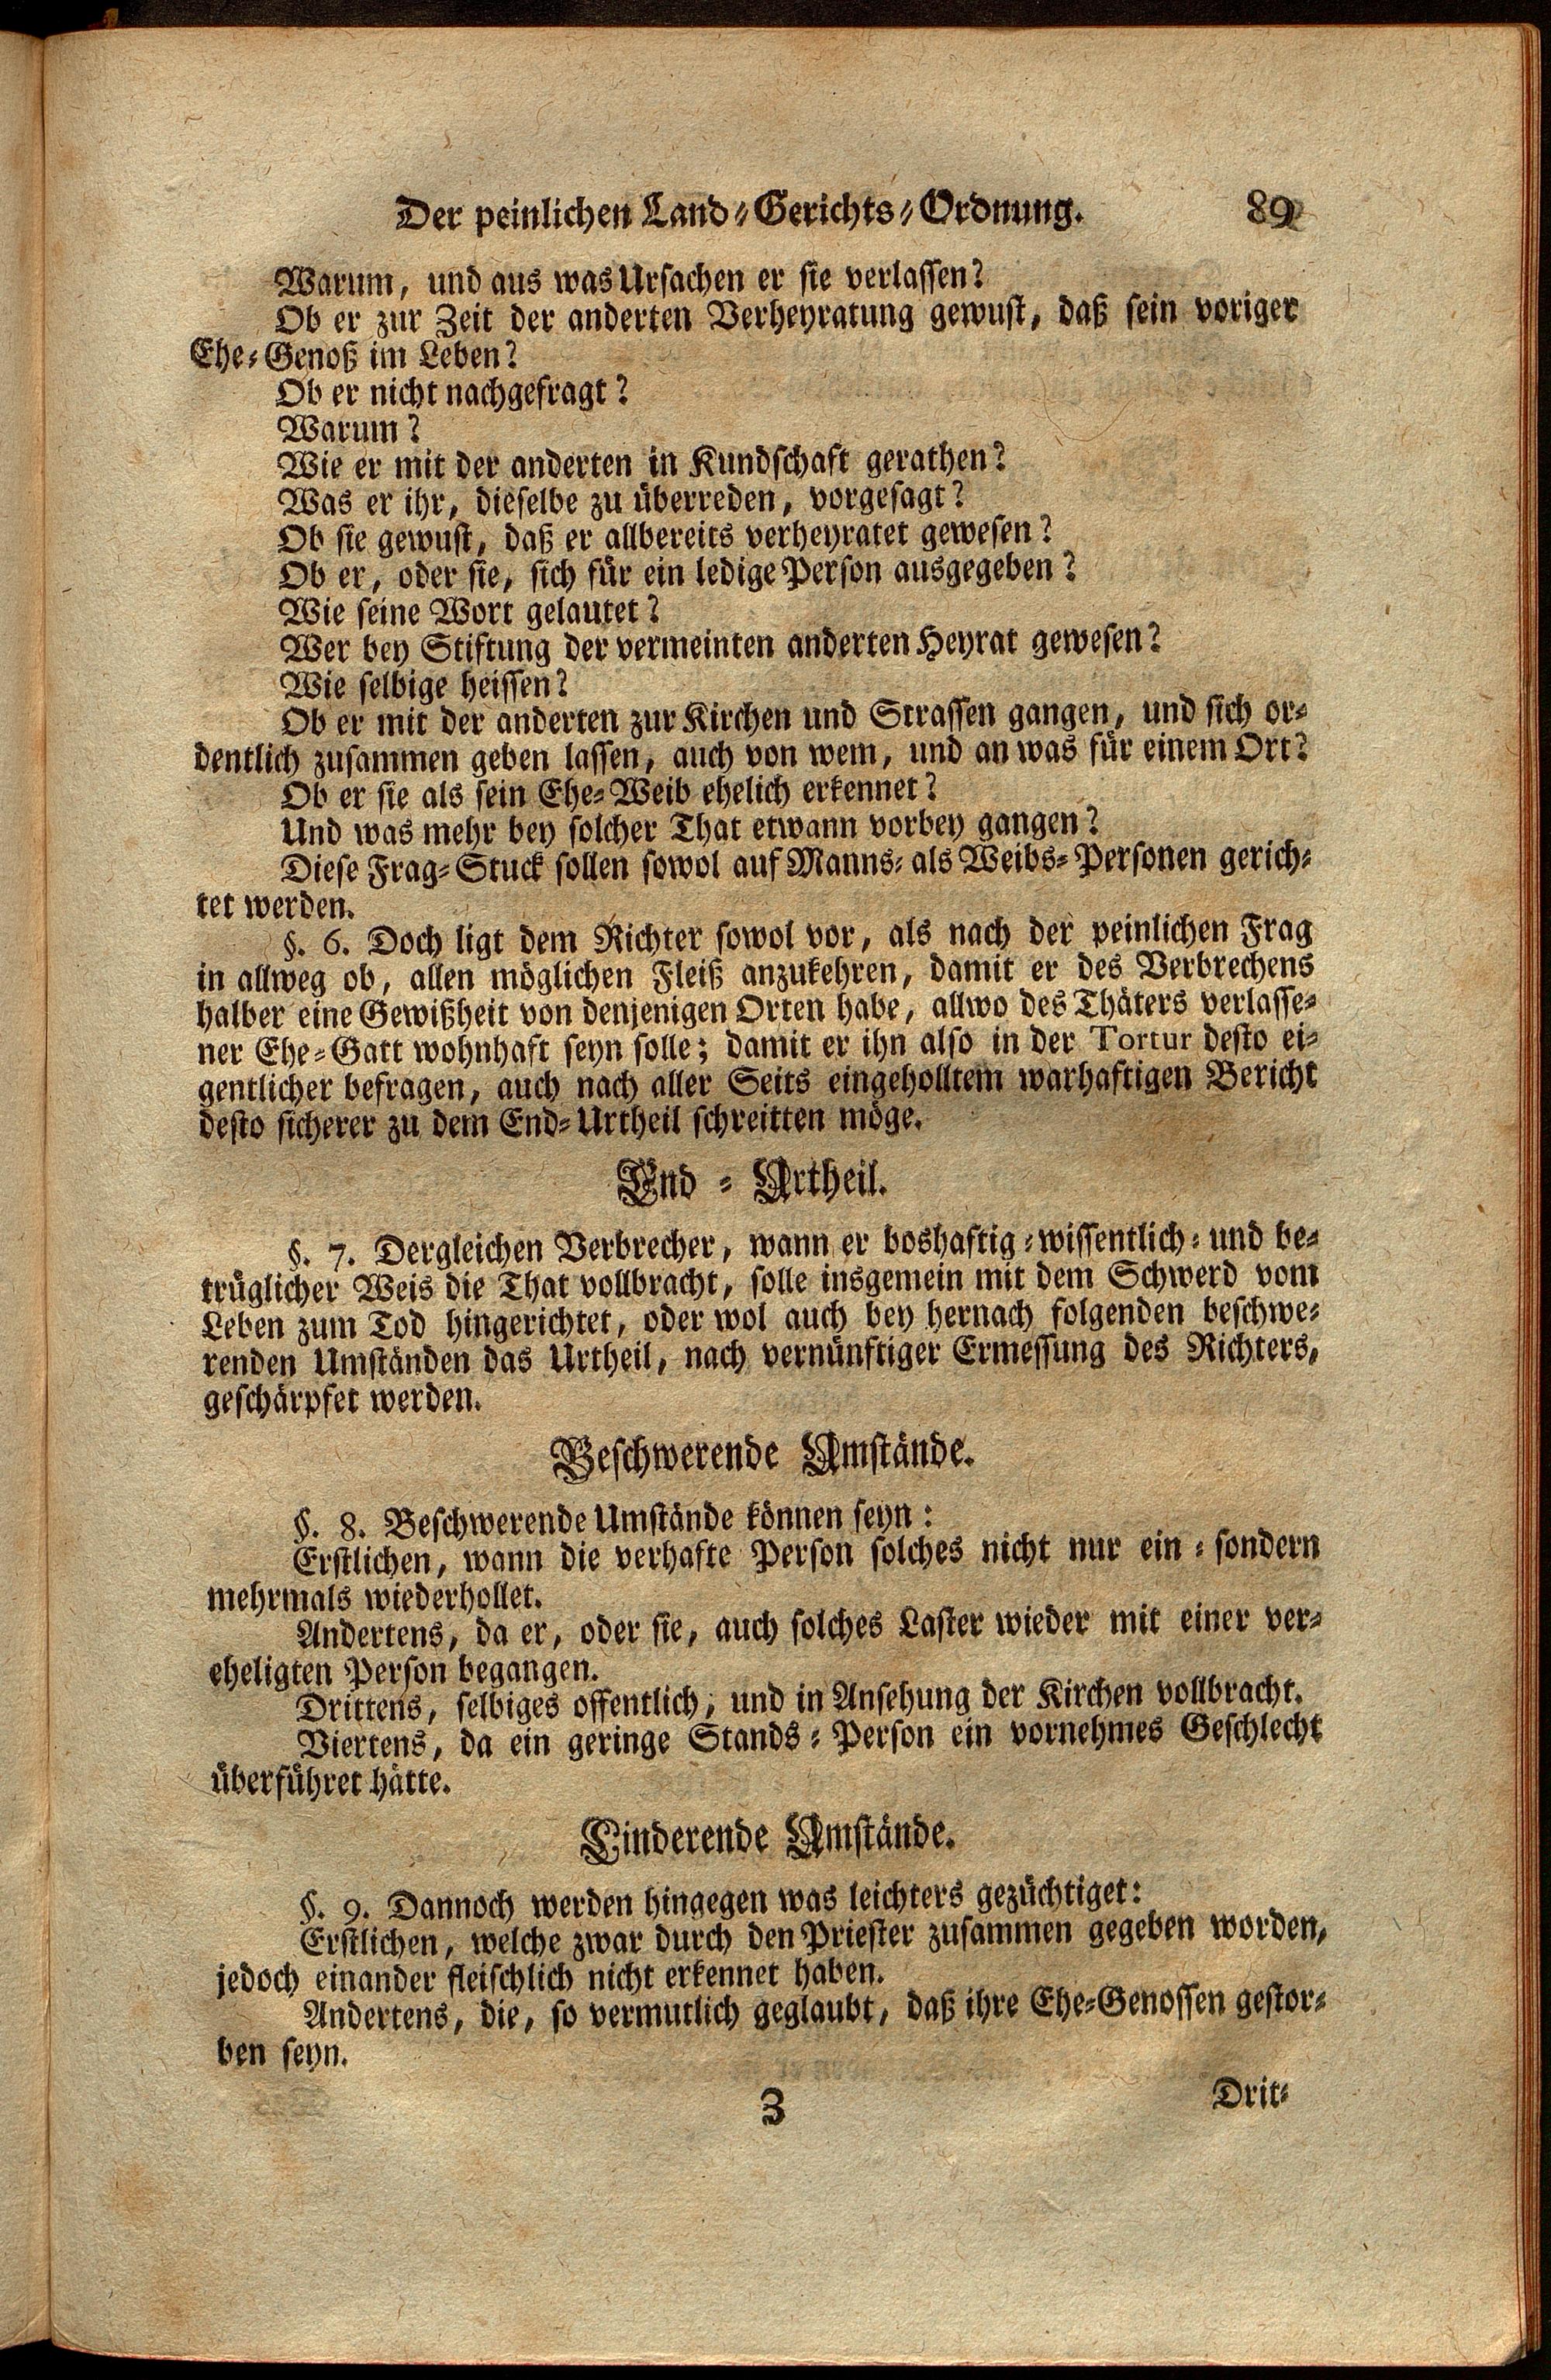 Der peinlichen Land-Gerichts-Ordnung. 89
Warum, und aus was Ursachen er sie verlassen?
Ob er zur Zeit der anderten Verheyratung gewust, daß sein voriger
Ehe-Genoß im Leben?
Ob er nicht nachgefragt?
Warum?
Wie er mit der anderten in Kundschaft gerathen?
Was er ihr, dieselbe zu überreden, vorgesagt?
Ob sie gewust, daß er allbereits verheyratet gewesen?
Ob er, oder sie, sich für ein ledige Person ausgegeben?
Wie seine Wort gelautet?
Wer bey Stiftung der vermeinten anderten Heyrat gewesen?
Wie selbige heissen?
Ob er mit der anderten zur Kirchen und Strassen gangen, und sich or-
dentlich zusammen geben lassen, auch von wem, und an was für einem Ort?
Ob er sie als sein Ehe-Weib ehelich erkennet?
Und was mehr bey solcher That etwann vorbey gangen?
Diese Frag-Stuck sollen sowol auf Manns- als Weibs-Personen gerich-
tet werden.
§. 6. Doch ligt dem Richter sowol vor, als nach der peinlichen Frag
in allweg ob, allen möglichen Fleiß anzukehren, damit er des Verbrechens
halber eine Gewißheit von denjenigen Orten habe, allwo des Thäters verlasse-
ner Ehe-Gatt wohnhaft seyn solle; damit er ihn also in der Tortur desto ei-
gentlicher befragen, auch nach aller Seits eingeholltem warhaftigen Bericht
desto sicherer zu dem End-Urtheil schreitten möge.
End-Urtheil.
§. 7. Dergleichen Verbrecher, wann er boshaftig-wissentlich- und be-
trüglicher Weis die That vollbracht, solle insgemein mit dem Schwerd vom
Leben zum Tod hingerichtet, oder wol auch bey hernach folgenden beschwe-
renden Umständen das Urtheil, nach vernünftiger Ermessung des Richters,
geschärpfet werden.
Beschwerende Umstände.
§. 8. Beschwerende Umstände können seyn:
Erstlichen, wann die verhafte Person solches nicht nur ein- sondern
mehrmals wiederhollet.
Andertens, da er, oder sie, auch solches Laster wieder mit einer ver-
eheligten Person begangen.
Drittens, selbiges offentlich, und in Ansehung der Kirchen vollbracht.
Viertens, da ein geringe Stands-Person ein vornehmes Geschlecht
überführet hätte.
Linderende Umstände.
§. 9. Dannoch werden hingegen was leichters gezüchtiget:
Erstlichen, welche zwar durch den Priester zusammen gegeben worden,
jedoch einander fleischlich nicht erkennet haben.
Andertens, die, so vermutlich geglaubt, daß ihre Ehe-Genossen gestor-
ben seyn.
Z Drit-